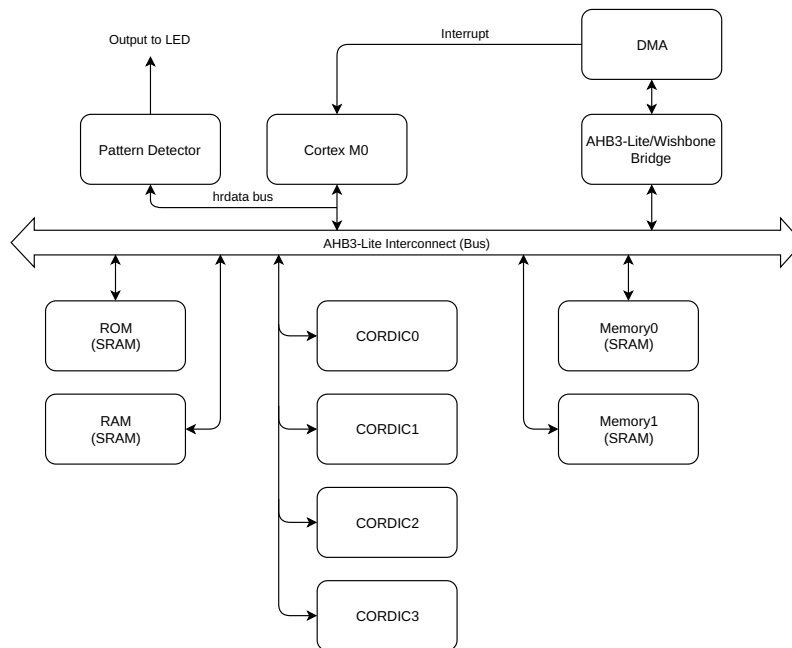 Output to LED
Interrupt
DMA
Pattern Detector
Cortex M0
AHB3-Lite/Wishbone
Bridge
hrdata bus
AHB3-Lite Interconnect (Bus)
ROM
(SRAM)
CORDIC0
Memory0
(SRAM)
RAM
(SRAM)
CORDIC1
Memory1
(SRAM)
CORDIC2
CORDIC3